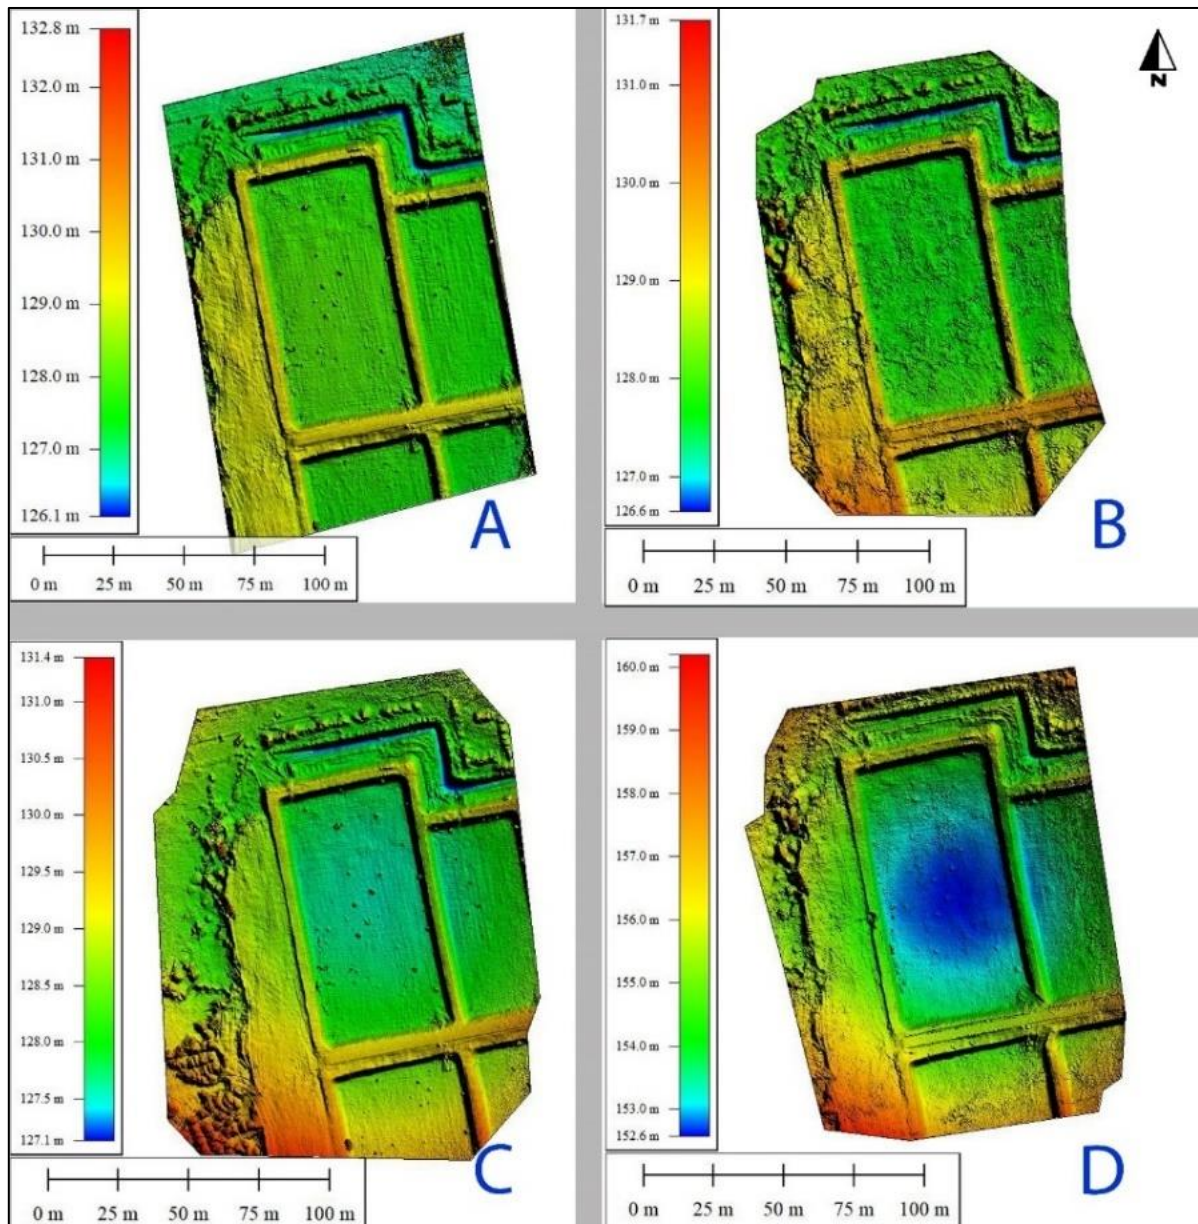 132.8 m
132.0 m
131.0 m
130.0 m
129.0 m
128.0 m
127.0 m
126.1 m
0 m 25 m 50 m 75 m 100 m
A
131.7 m
131.0 m
130.0 m
129.0 m
128.0 m
127.0 m
126.6 m
0 m 25 m 50 m 75 m 100 m
B
N
131.4 m
131.0 m
130.5 m
130.0 m
129.5 m
129.0 m
128.5 m
128.0 m
127.5 m
127.1 m
0 m 25 m 50 m 75 m 100 m
C
160.0 m
159.0 m
158.0 m
157.0 m
156.0 m
155.0 m
154.0 m
153.0 m
152.6 m
0 m 25 m 50 m 75 m 100 m
D